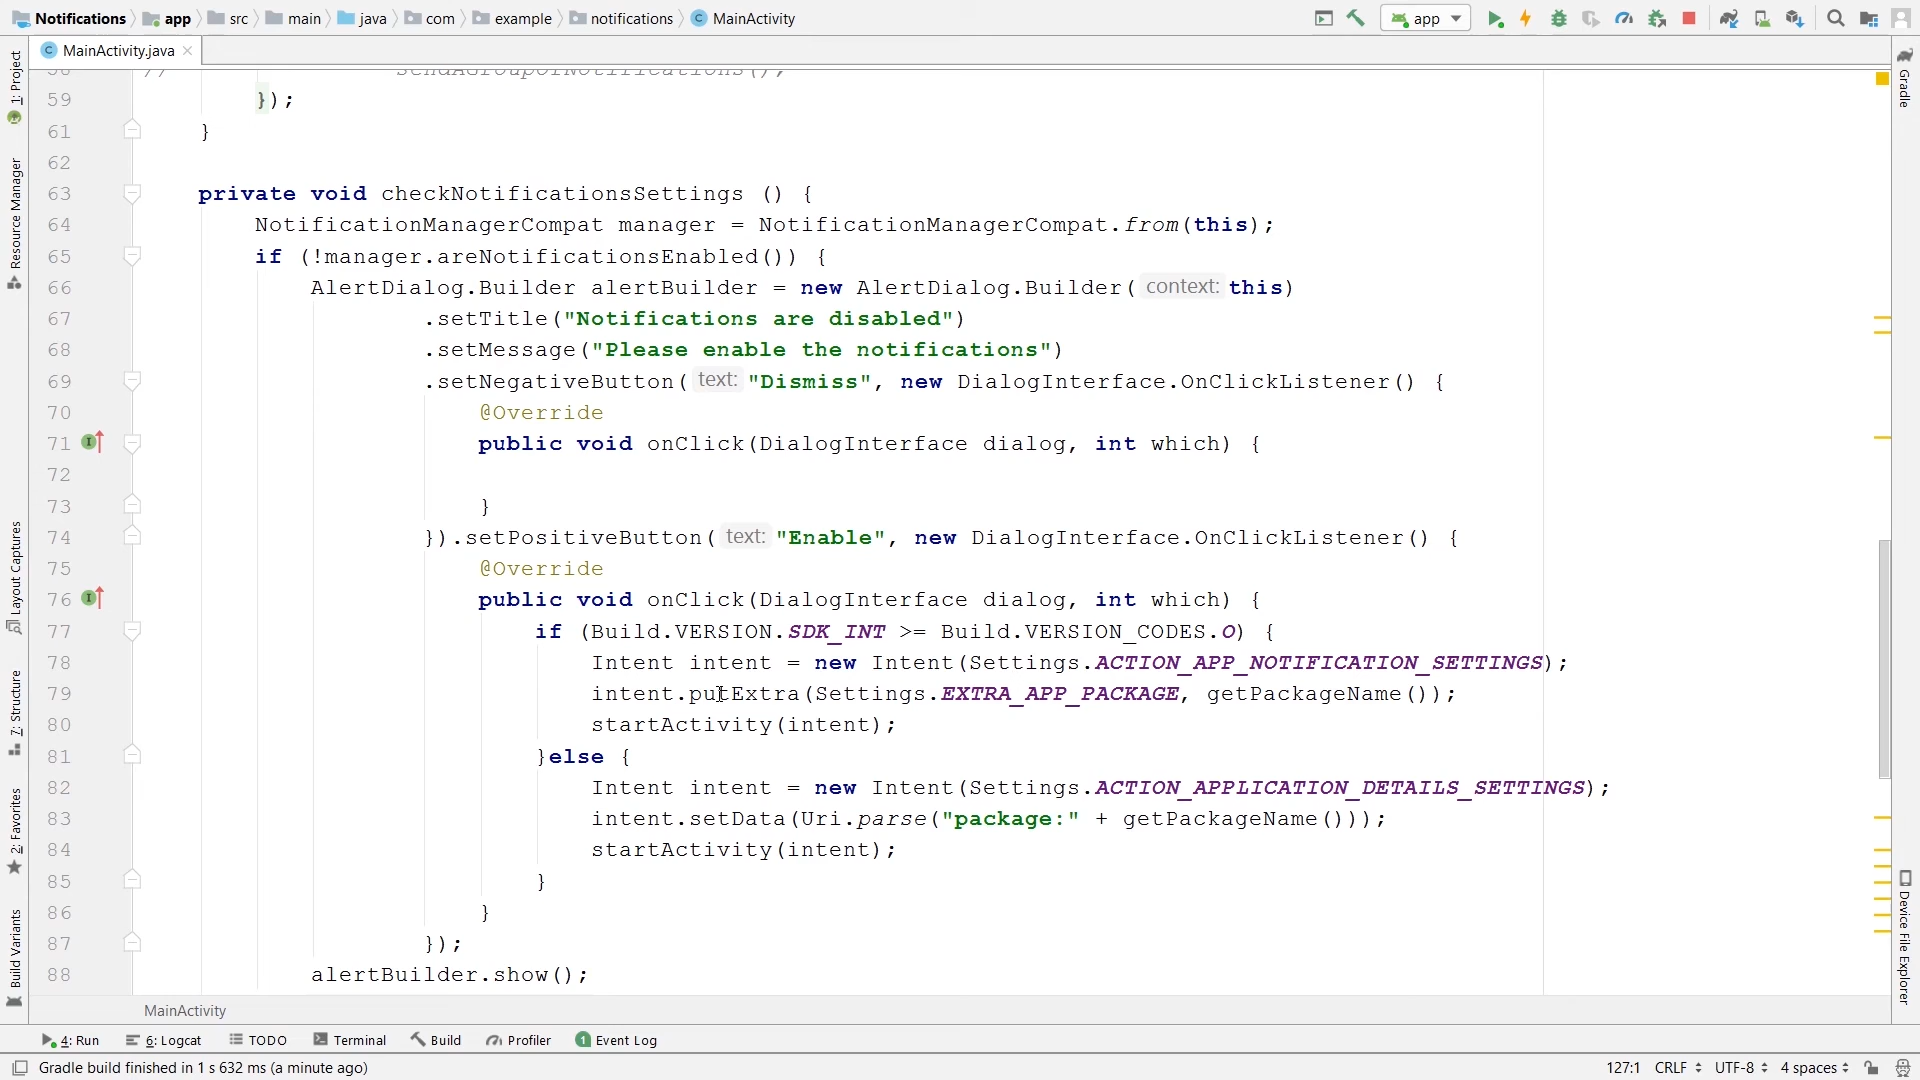 Notifications app src main java com example notifications MainActivity app
MainActivity.java
// sendAGroupOfNotifications();
59 });
61 }
62
63 private void checkNotificationsSettings () {
64 NotificationManagerCompat manager = NotificationManagerCompat.from(this);
65 if (!manager.areNotificationsEnabled()) {
66 AlertDialog.Builder alertBuilder = new AlertDialog.Builder( context: this)
67 .setTitle("Notifications are disabled")
68 .setMessage("Please enable the notifications")
69 .setNegativeButton( text: "Dismiss", new DialogInterface.OnClickListener() {
70 @Override
71 public void onClick(DialogInterface dialog, int which) {
72
73 }
74 }).setPositiveButton( text: "Enable", new DialogInterface.OnClickListener() {
75 @Override
76 public void onClick(DialogInterface dialog, int which) {
77 if (Build.VERSION.SDK_INT >= Build.VERSION_CODES.O) {
78 Intent intent = new Intent(Settings.ACTION_APP_NOTIFICATION_SETTINGS);
79 intent.putExtra(Settings.EXTRA_APP_PACKAGE, getPackageName());
80 startActivity(intent);
81 }else {
82 Intent intent = new Intent(Settings.ACTION_APPLICATION_DETAILS_SETTINGS);
83 intent.setData(Uri.parse("package:" + getPackageName()));
84 startActivity(intent);
85 }
86 }
87 });
88 alertBuilder.show();
MainActivity
1: Project
Resource Manager
Layout Captures
7: Structure
2: Favorites
Build Variants
Gradle
Device File Explorer
4: Run 6: Logcat TODO Terminal Build Profiler 1 Event Log
Gradle build finished in 1 s 632 ms (a minute ago) 127:1 CRLF UTF-8 4 spaces